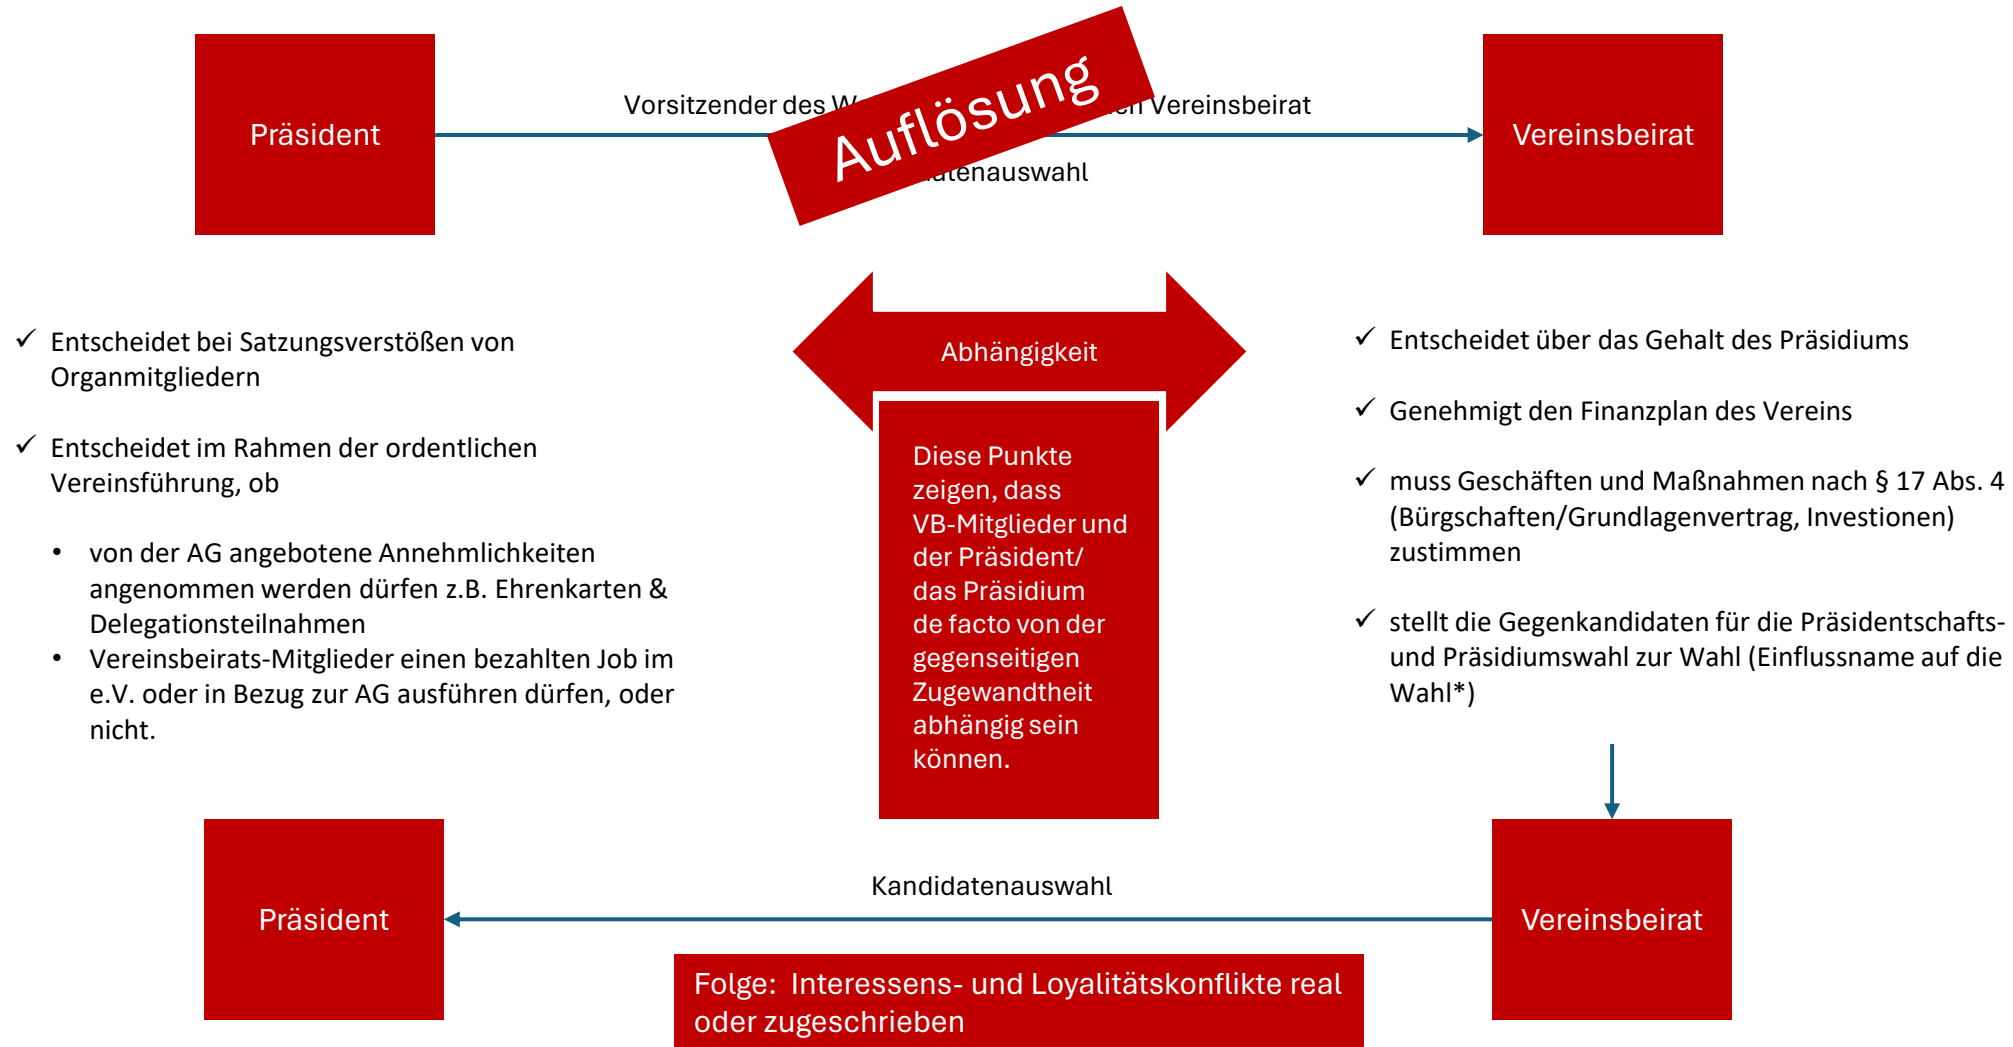 Präsident
Vorsitzender des
Vereinsbeirat
Auflösung
Vereinsbeirat
Entscheidet bei Satzungsverstößen von
Organmitgliedern
Entscheidet im Rahmen der ordentlichen
Vereinsführung, ob
• von der AG angebotene Annehmlichkeiten
angenommen werden dürfen z.B. Ehrenkarten &
Delegationsteilnahmen
• Vereinsbeirats-Mitglieder einen bezahlten Job im
e.V. oder in Bezug zur AG ausführen dürfen, oder
nicht.
Abhängigkeit
Diese Punkte
zeigen, dass
VB-Mitglieder und
der Präsident/
das Präsidium
de facto von der
gegenseitigen
Zugewandtheit
abhängig sein
können.
Entscheidet über das Gehalt des Präsidiums
Genehmigt den Finanzplan des Vereins
muss Geschäften und Maßnahmen nach § 17 Abs. 4
(Bürgschaften/Grundlagenvertrag, Investionen)
zustimmen
stellt die Gegenkandidaten für die Präsidentschafts-
und Präsidiumswahl zur Wahl (Einflussname auf die
Wahl*)
Präsident
Kandidatenauswahl
Vereinsbeirat
Folge: Interessens- und Loyalitätskonflikte real
oder zugeschrieben